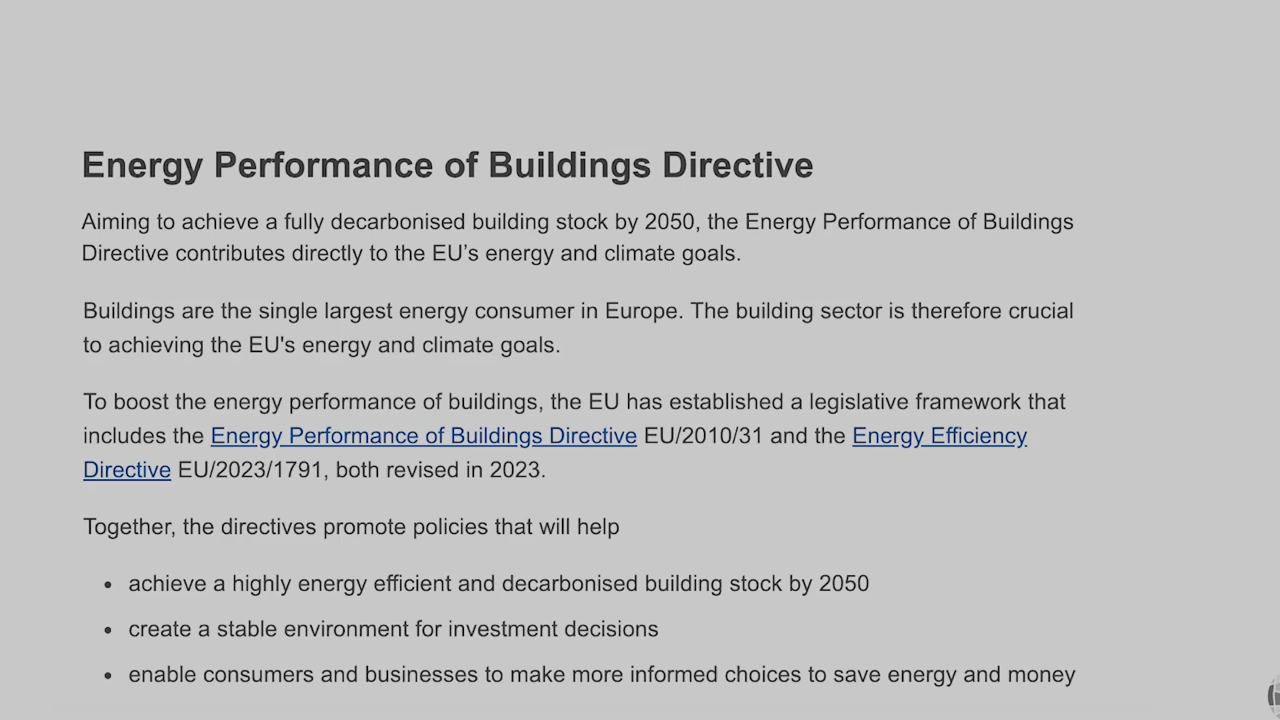 Energy Performance of Buildings Directive
Aiming to achieve a fully decarbonised building stock by 2050, the Energy Performance of Buildings
Directive contributes directly to the EU’s energy and climate goals.
Buildings are the single largest energy consumer in Europe. The building sector is therefore crucial
to achieving the EU's energy and climate goals.
To boost the energy performance of buildings, the EU has established a legislative framework that
includes the Energy Performance of Buildings Directive EU/2010/31 and the Energy Efficiency
Directive EU/2023/1791, both revised in 2023.
Together, the directives promote policies that will help
• achieve a highly energy efficient and decarbonised building stock by 2050
• create a stable environment for investment decisions
• enable consumers and businesses to make more informed choices to save energy and money